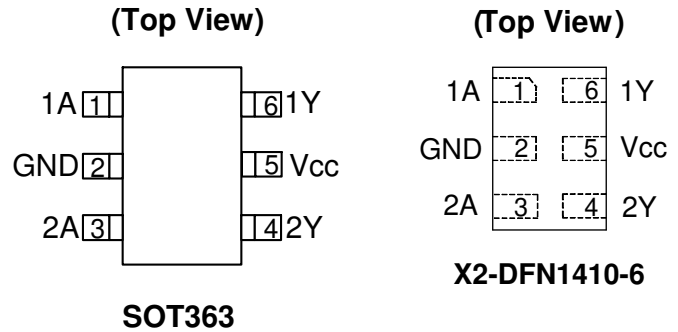 (Top View)
1A 1 6 1Y
GND 2 5 Vcc
2A 3 4 2Y
SOT363
(Top View)
1A 1 6 1Y
GND 2 5 Vcc
2A 3 4 2Y
X2-DFN1410-6